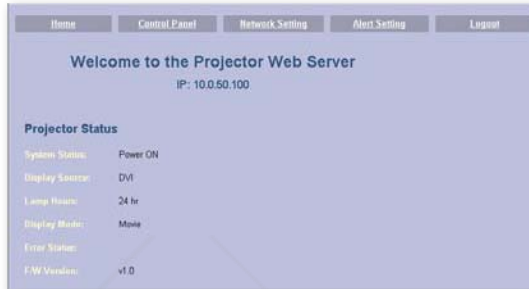 Home Control Panel Network Setting Alert Setting Logout
Welcome to the Projector Web Server
IP: 10.0.50.100
Projector Status
System Status: Power ON
Display Source: DVI
Lamp Hours: 24 hr
Display Mode: Movie
Error Status:
F/W Version: v1.0